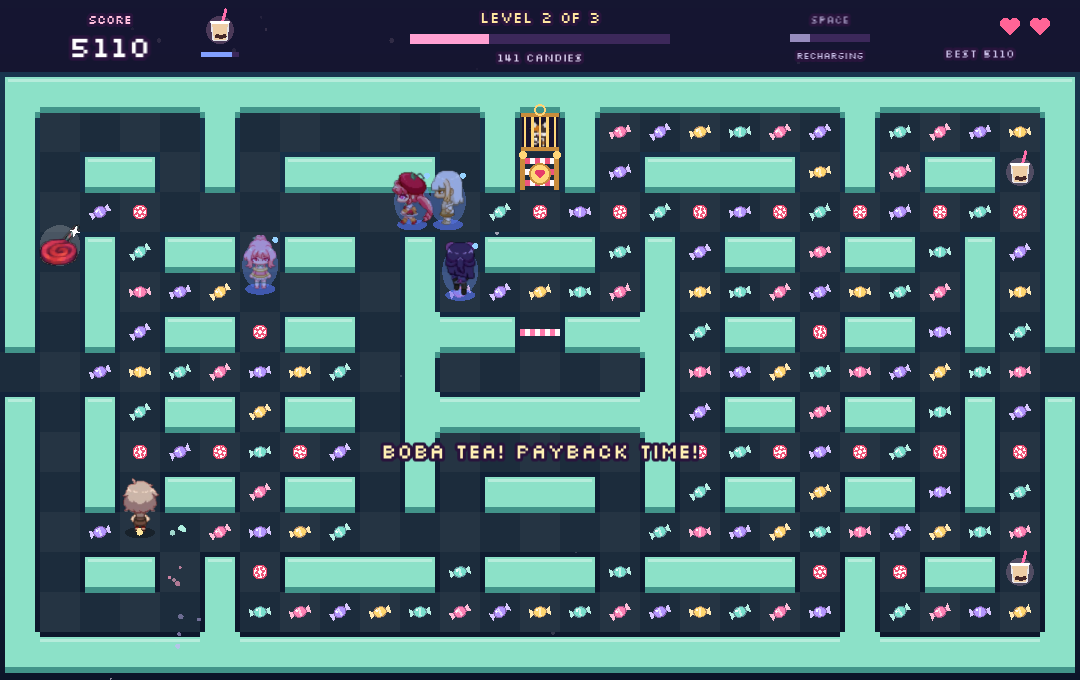 SCORE
5110
LEVEL 2 OF 3
141 CANDIES
SPACE
RECHARGING
BEST 5110
BOBA TEA! PAYBACK TIME!